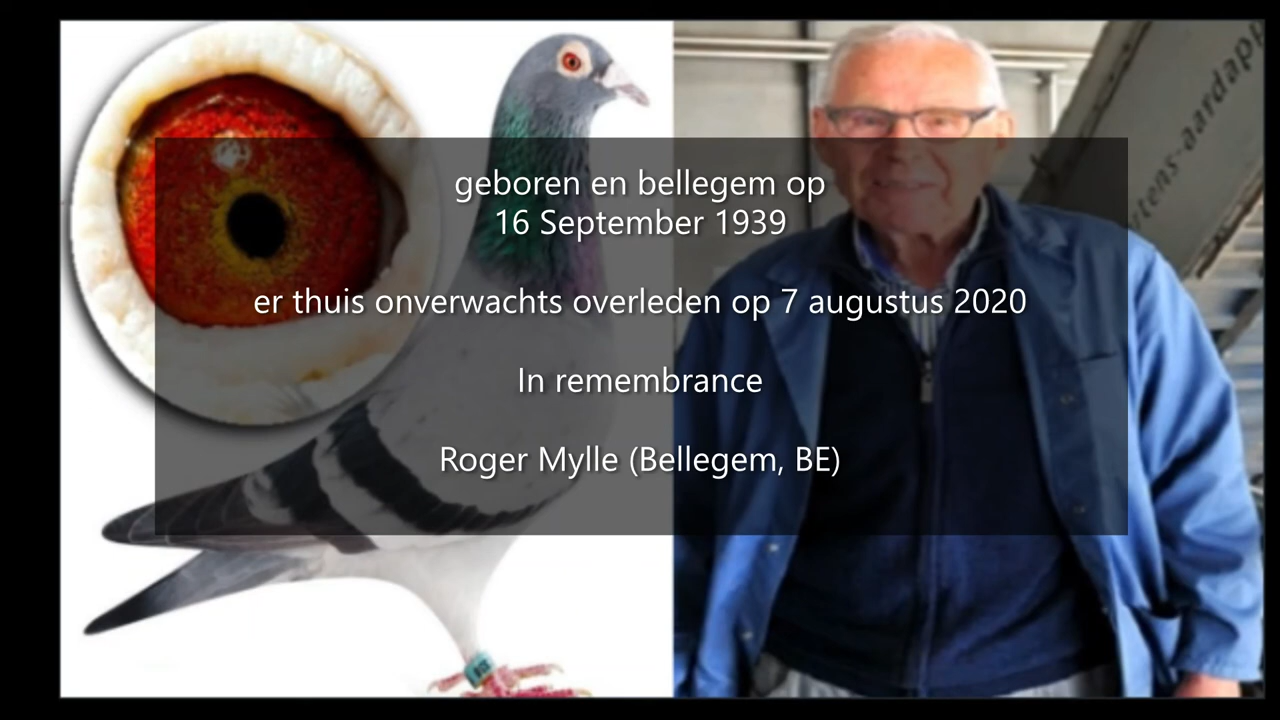 geboren en bellegem op
16 September 1939
er thuis onverwachts overleden op 7 augustus 2020
In remembrance
Roger Mylle (Bellegem, BE)